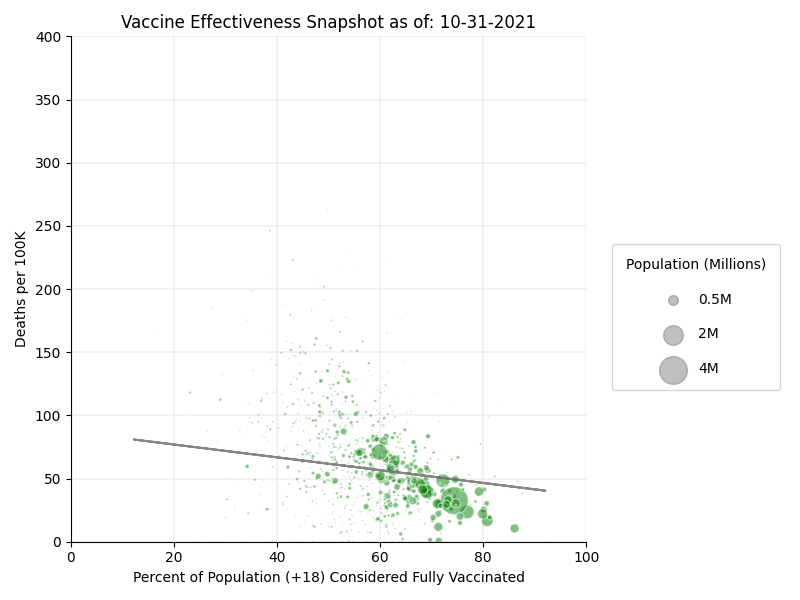 Vaccine Effectiveness Snapshot as of: 10-31-2021
400
350
300
250
200
150
100
50
0
Deaths per 100K
0 20 40 60 80 100
Percent of Population (+18) Considered Fully Vaccinated
Population (Millions)
0.5M
2M
4M